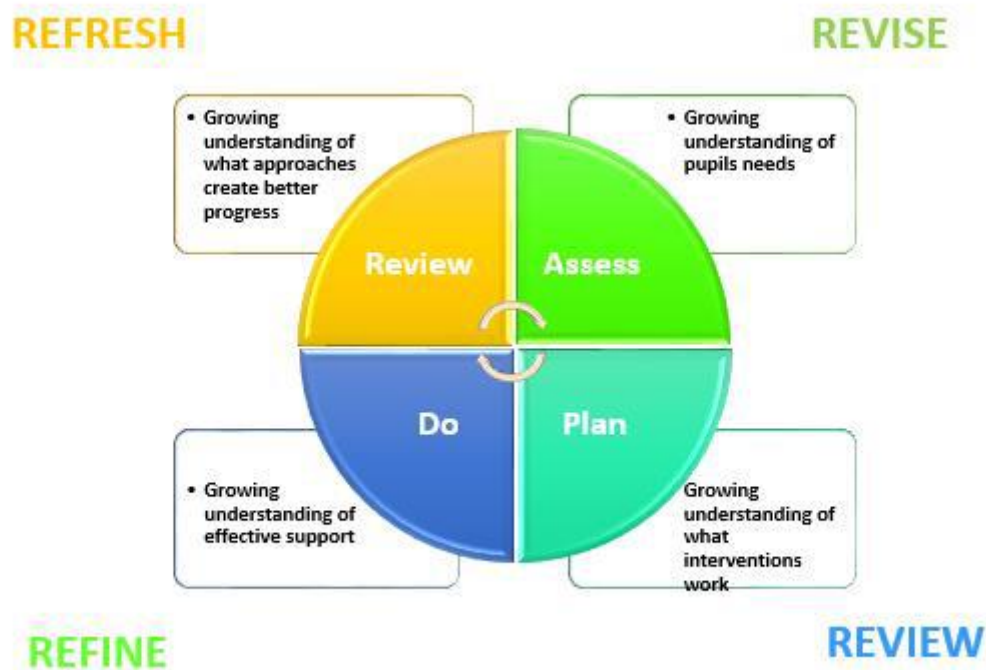 REFRESH
REVISE
• Growing
understanding of
what approaches
create better
progress
• Growing
understanding of
pupils needs
Review
Assess
Do
Plan
• Growing
understanding of
effective support
Growing
understanding of
what
interventions
work
REFINE
REVIEW